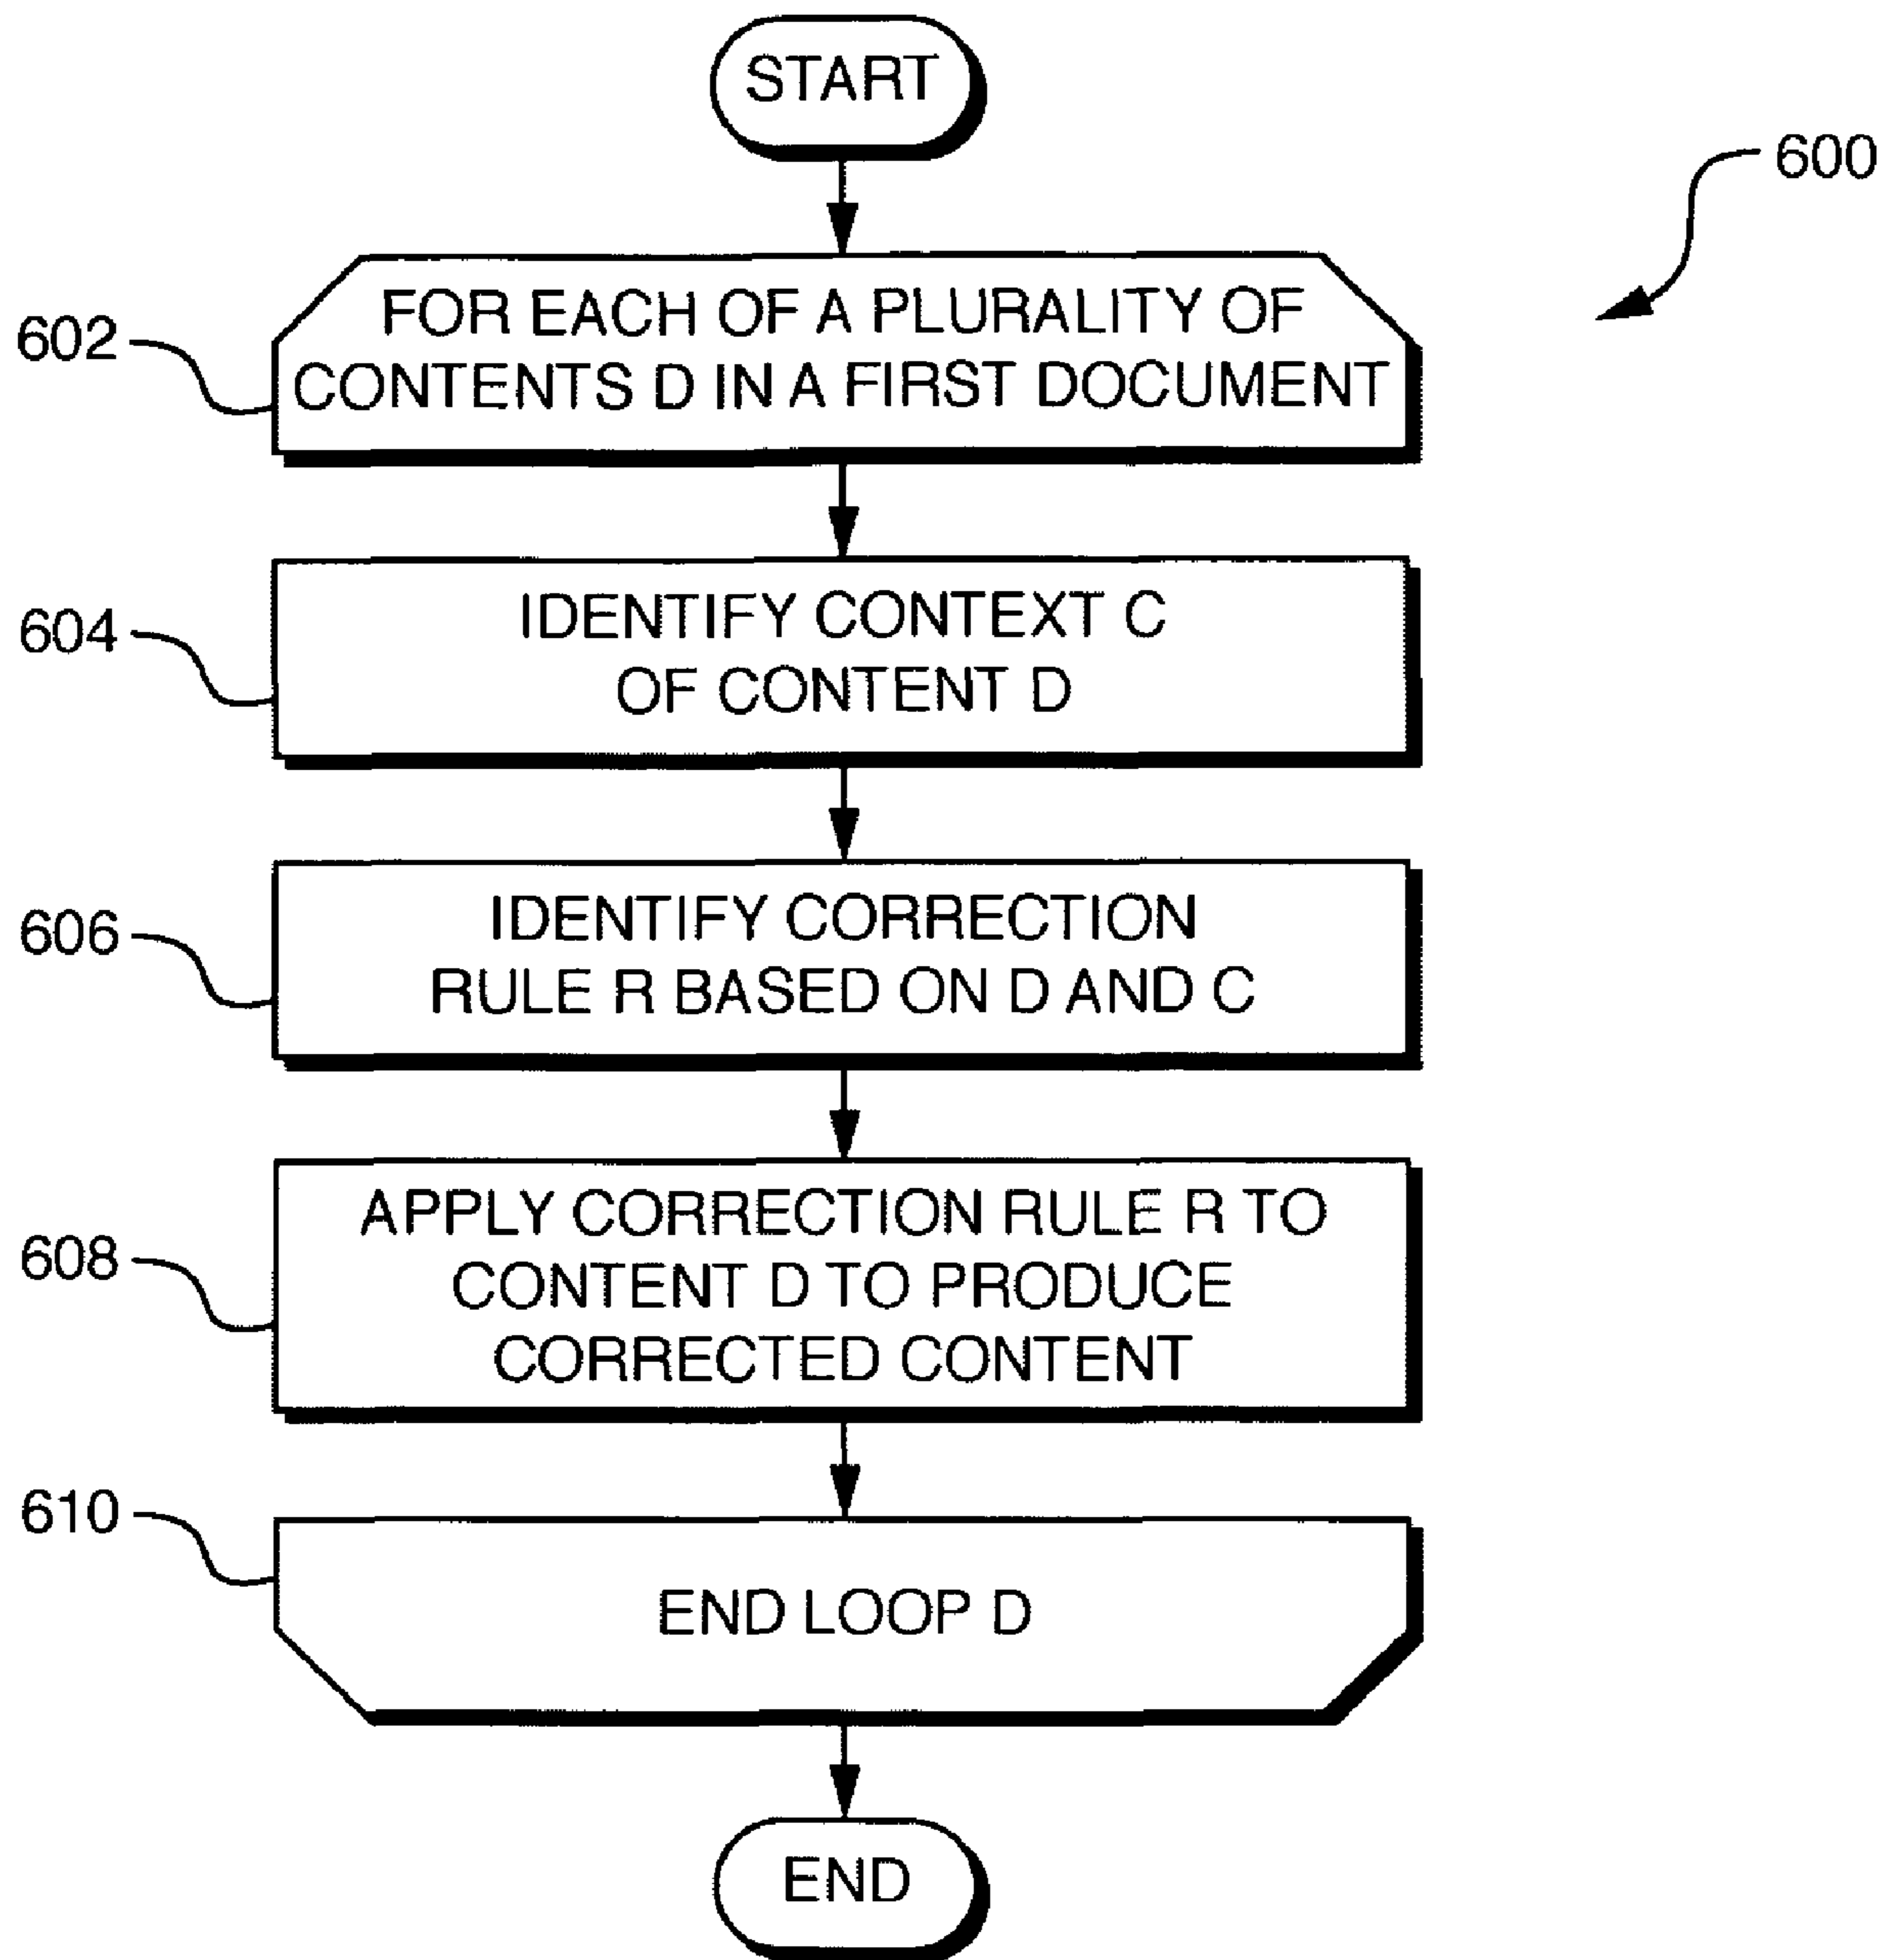 START
600
602
FOR EACH OF A PLURALITY OF
CONTENTS D IN A FIRST DOCUMENT
604
IDENTIFY CONTEXT C
OF CONTENT D
606
IDENTIFY CORRECTION
RULE R BASED ON D AND C
608
APPLY CORRECTION RULE R TO
CONTENT D TO PRODUCE
CORRECTED CONTENT
610
END LOOP D
END